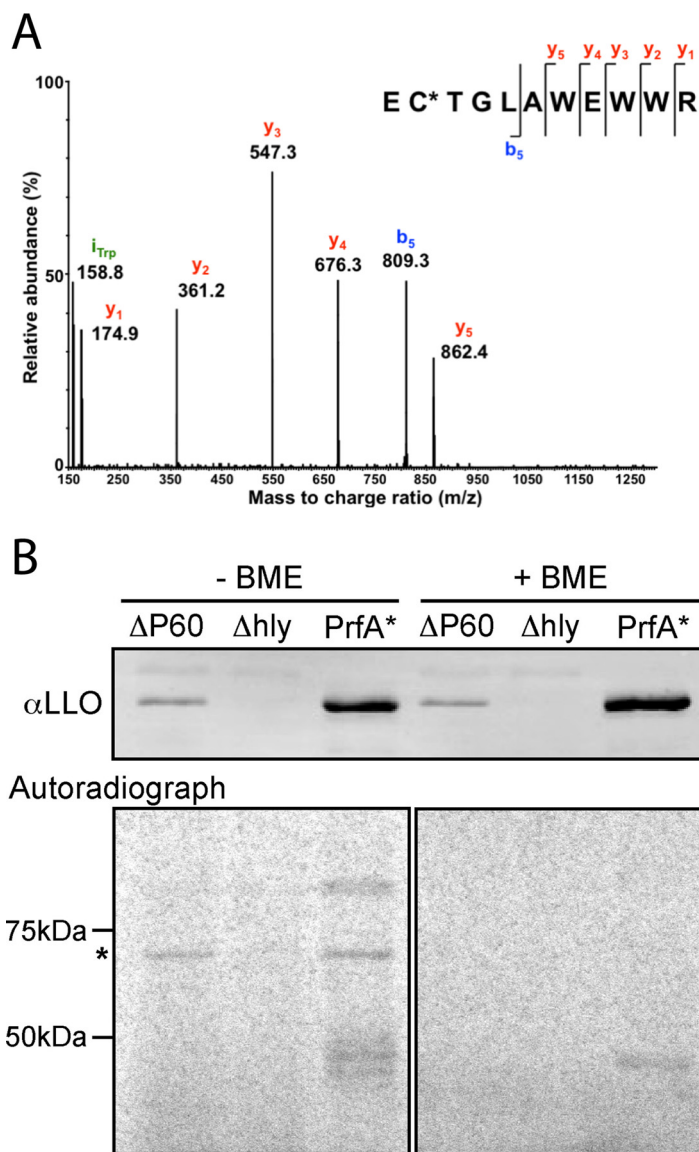 A
100
50
0
Relative abundance (%)
iTrp
158.8
y1
174.9
y2
361.2
y3
547.3
y4
676.3
b5
809.3
y5
862.4
y5 y4 y3 y2 y1
E C* T G L A W E W W R
b5
150 250 350 450 550 650 750 850 950 1050 1150 1250
Mass to charge ratio (m/z)
B
- BME + BME
ΔP60 Δhly PrfA* ΔP60 Δhly PrfA*
αLLO
Autoradiograph
75kDa
*
50kDa